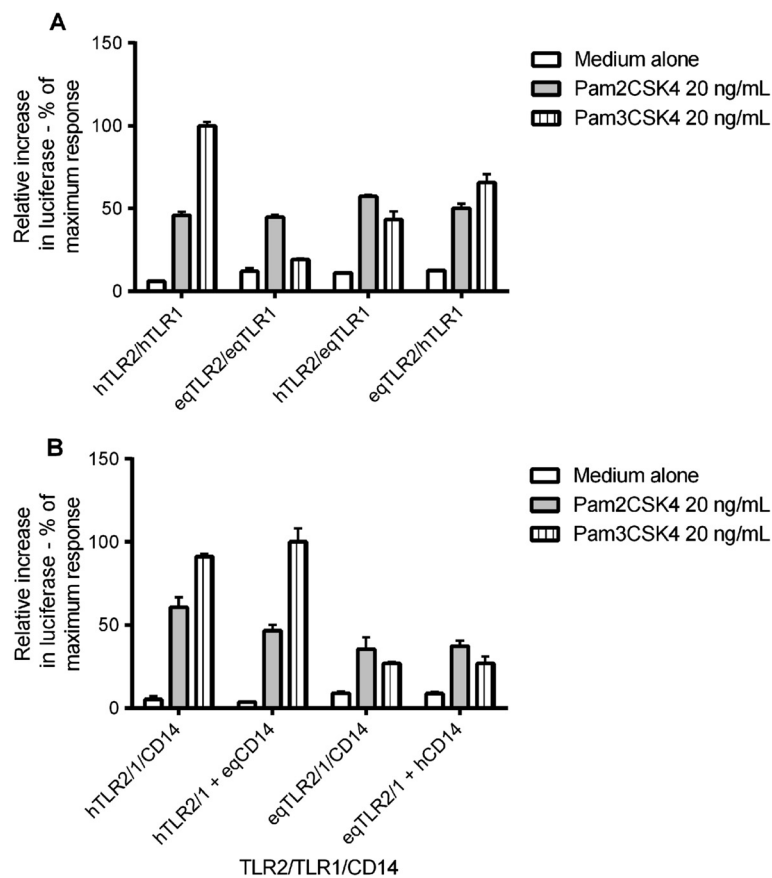 A
Relative increase
in luciferase - % of
maximum response
150
100
50
0
hTLR2/hTLR1
eqTLR2/eqTLR1
hTLR2/eqTLR1
eqTLR2/hTLR1
Medium alone
Pam2CSK4 20 ng/mL
Pam3CSK4 20 ng/mL
B
Relative increase
in luciferase - % of
maximum response
150
100
50
0
hTLR2/1/CD14
hTLR2/1 + eqCD14
eqTLR2/1/CD14
eqTLR2/1 + hCD14
TLR2/TLR1/CD14
Medium alone
Pam2CSK4 20 ng/mL
Pam3CSK4 20 ng/mL